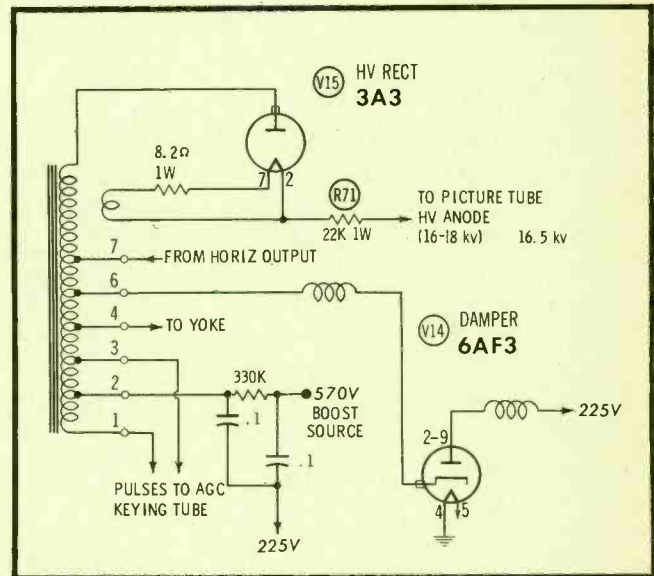 V15 HV RECT
3A3
8.2Ω
1W
7 2
R71
22K 1W
TO PICTURE TUBE
HV ANODE
(16-18 kv) 16.5 kv
7 FROM HORIZ OUTPUT
6
4 TO YOKE
V14 DAMPER
6AF3
3
2
330K
570V
BOOST
SOURCE
1
.1
.1
PULSES TO AGC
KEYING TUBE
225V
2-9
225V
4 5